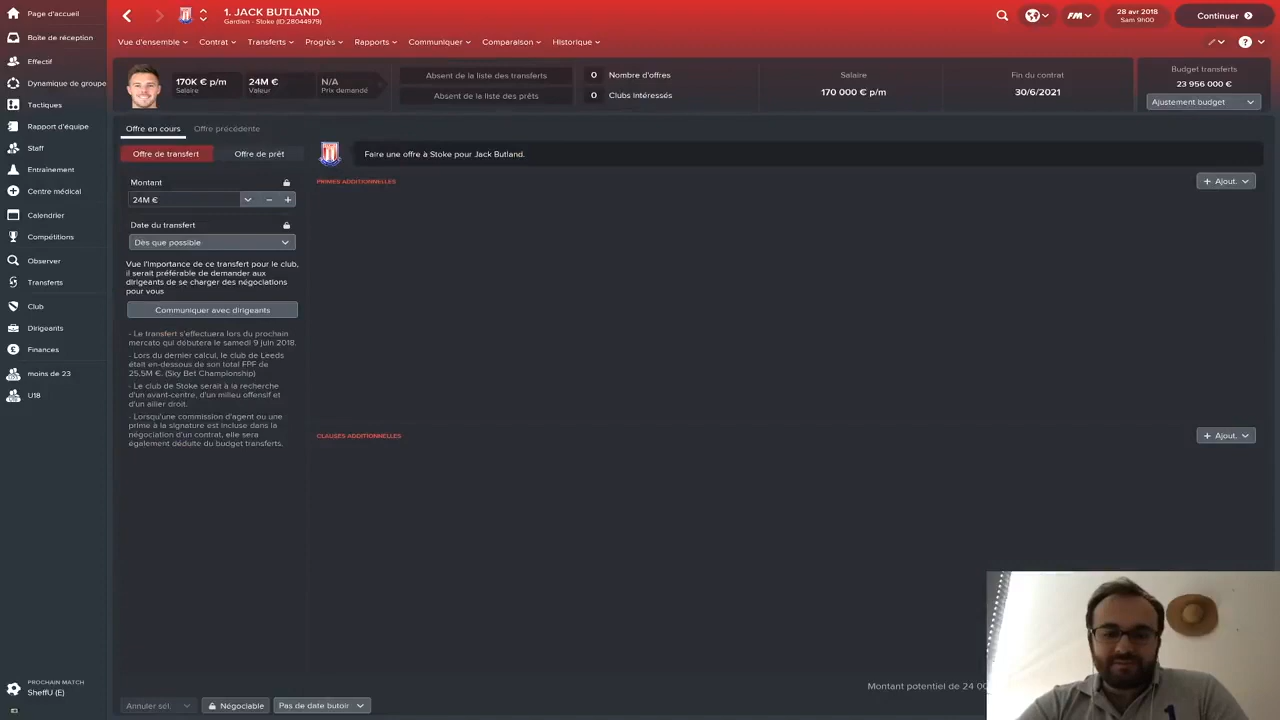 Page d'accueil
Boîte de réception
Effectif
Dynamique de groupe
Tactiques
Rapport d'équipe
Staff
Entraînement
Centre médical
Calendrier
Compétitions
Observer
Transferts
Club
Dirigeants
Finances
moins de 23
U18
PROCHAIN MATCH
SheffU (E)
1. JACK BUTLAND
Gardien - Stoke (ID:28044979)
FM
28 avr 2018
Sam 9h00
Continuer
Vue d'ensemble
Contrat
Transferts
Progrès
Rapports
Communiquer
Comparaison
Historique
170K € p/m
Salaire
24M €
Valeur
N/A
Prix demandé
Absent de la liste des transferts
Absent de la liste des prêts
0 Nombre d'offres
0 Clubs intéressés
Salaire
170 000 € p/m
Fin du contrat
30/6/2021
Budget transferts
23 956 000 €
Ajustement budget
Offre en cours
Offre précédente
Offre de transfert
Offre de prêt
Faire une offre à Stoke pour Jack Butland.
Montant
24M €
Date du transfert
Dès que possible
Vue l'importance de ce transfert pour le club,
il serait préférable de demander aux
dirigeants de se charger des négociations
pour vous.
Communiquer avec dirigeants
- Le transfert s'effectuera lors du prochain
mercato qui débutera le samedi 9 juin 2018.
- Lors du dernier calcul, le club de Leeds
était en-dessous de son total FPF de
25.5M €. (Sky Bet Championship)
- Le club de Stoke serait à la recherche
d'un avant-centre, d'un milieu offensif et
d'un ailier droit.
- Lorsqu'une commission d'agent ou une
prime à la signature est incluse dans la
négociation d'un contrat, elle sera
également déduite du budget transferts.
PRIMES ADDITIONNELLES
+ Ajout.
CLAUSES ADDITIONNELLES
+ Ajout.
Montant potentiel de 24 00
Annuler sél.
Négociable
Pas de date butoir